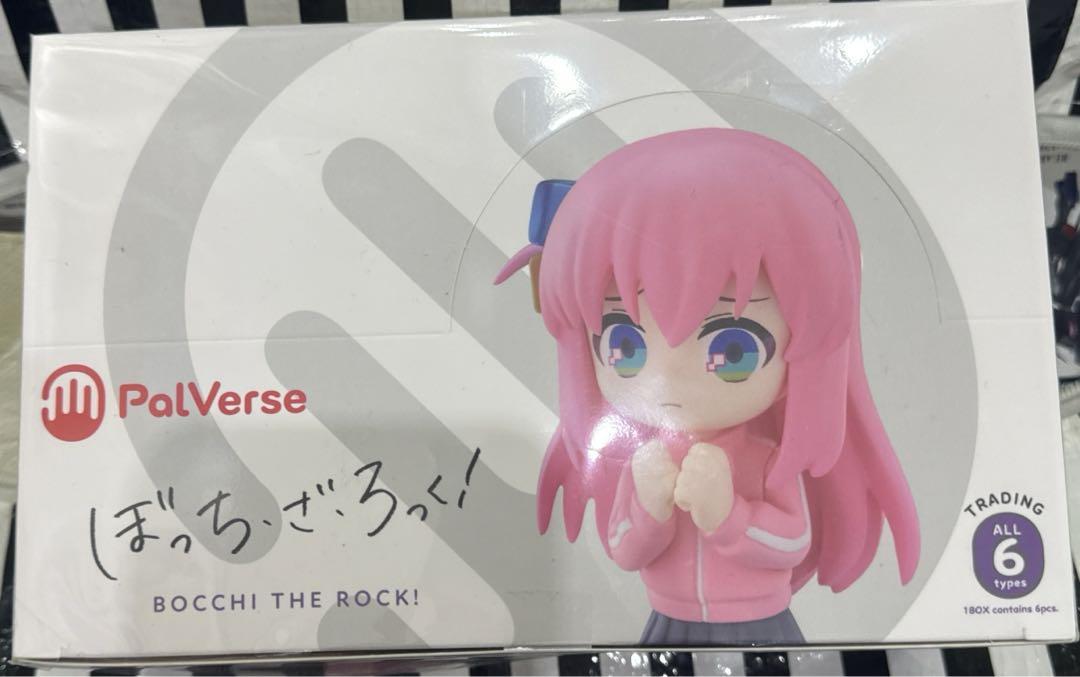 PalVerse
ぼっち・ざ・ろっく!
BOCCHI THE ROCK!
TRADING
ALL
6
types
1BOX contains 6pcs.